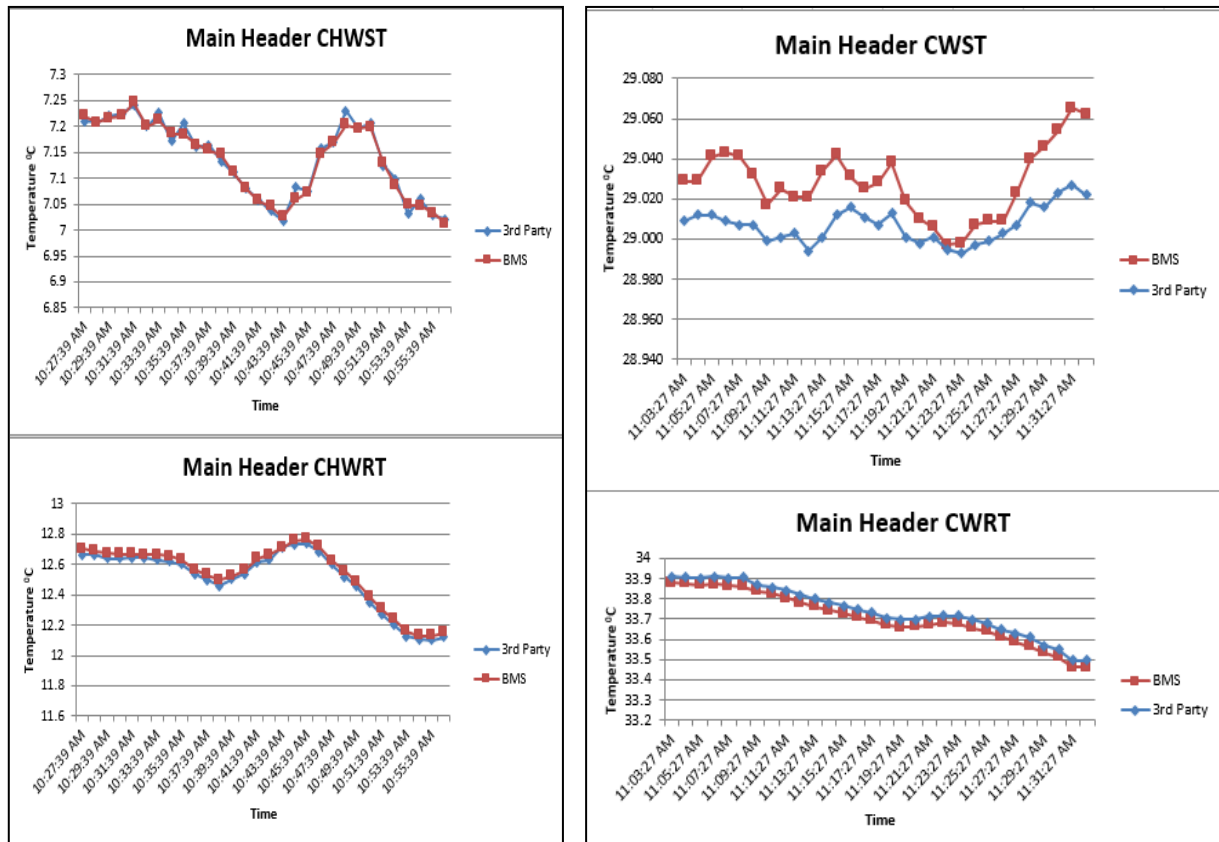 Main Header CHWST
Temperature ⁰C
7.3
7.25
7.2
7.15
7.1
7.05
7
6.95
6.9
6.85
3rd Party
BMS
10:27:39 AM
10:29:39 AM
10:31:39 AM
10:33:39 AM
10:35:39 AM
10:37:39 AM
10:39:39 AM
10:41:39 AM
10:43:39 AM
10:45:39 AM
10:47:39 AM
10:49:39 AM
10:51:39 AM
10:53:39 AM
10:55:39 AM
Time
Main Header CHWRT
Temperature ⁰C
13
12.8
12.6
12.4
12.2
12
11.8
11.6
3rd Party
BMS
10:27:39 AM
10:29:39 AM
10:31:39 AM
10:33:39 AM
10:35:39 AM
10:37:39 AM
10:39:39 AM
10:41:39 AM
10:43:39 AM
10:45:39 AM
10:47:39 AM
10:49:39 AM
10:51:39 AM
10:53:39 AM
10:55:39 AM
Time
Main Header CWST
Temperature ⁰C
29.080
29.060
29.040
29.020
29.000
28.980
28.960
28.940
BMS
3rd Party
11:03:27 AM
11:05:27 AM
11:07:27 AM
11:09:27 AM
11:11:27 AM
11:13:27 AM
11:15:27 AM
11:17:27 AM
11:19:27 AM
11:21:27 AM
11:23:27 AM
11:25:27 AM
11:27:27 AM
11:29:27 AM
11:31:27 AM
Time
Main Header CWRT
Temperature ⁰C
34
33.9
33.8
33.7
33.6
33.5
33.4
33.3
33.2
BMS
3rd Party
11:03:27 AM
11:05:27 AM
11:07:27 AM
11:09:27 AM
11:11:27 AM
11:13:27 AM
11:15:27 AM
11:17:27 AM
11:19:27 AM
11:21:27 AM
11:23:27 AM
11:25:27 AM
11:27:27 AM
11:29:27 AM
11:31:27 AM
Time